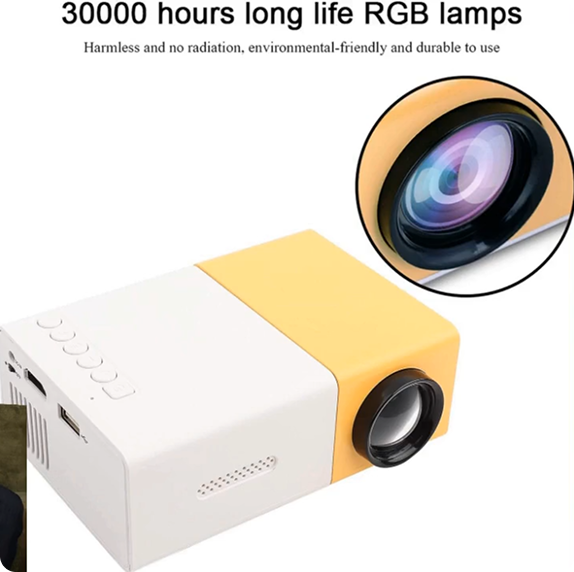 30000 hours long life RGB lamps
Harmless and no radiation, environmental-friendly and durable to use